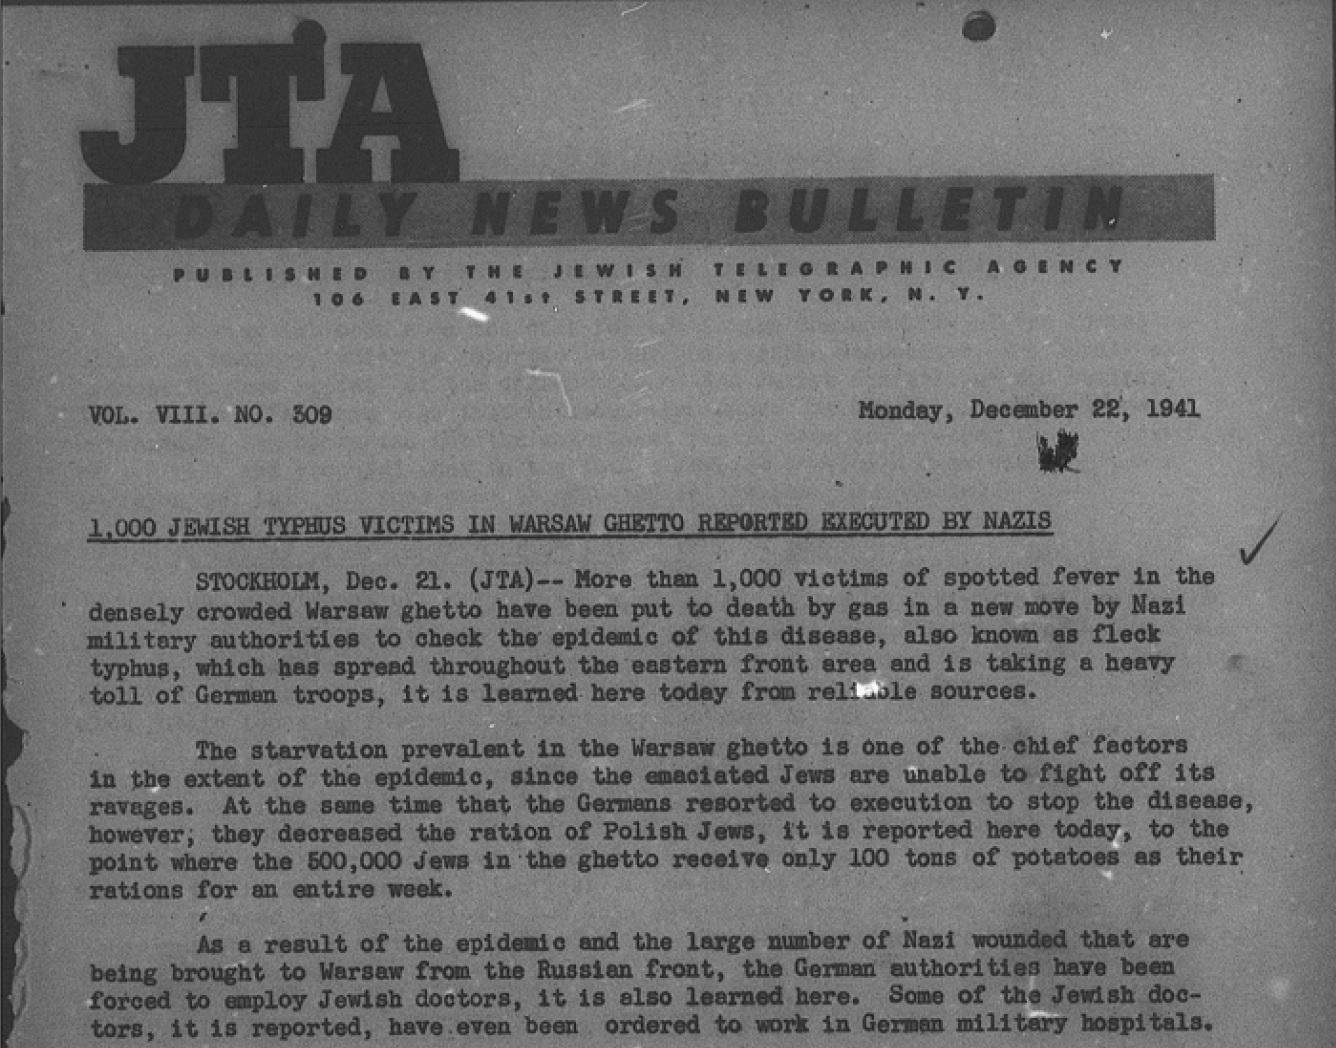 JTA
DAILY NEWS BULLETIN
PUBLISHED BY THE JEWISH TELEGRAPHIC AGENCY
106 EAST 41st STREET, NEW YORK, N. Y.
VOL. VIII. NO. 309
Monday, December 22, 1941
1,000 JEWISH TYPHUS VICTIMS IN WARSAW GHETTO REPORTED EXECUTED BY NAZIS
STOCKHOLM, Dec. 21. (JTA)-- More than 1,000 victims of spotted fever in the
densely crowded Warsaw ghetto have been put to death by gas in a new move by Nazi
military authorities to check the epidemic of this disease, also known as fleck
typhus, which has spread throughout the eastern front area and is taking a heavy
toll of German troops, it is learned here today from reliable sources.
The starvation prevalent in the Warsaw ghetto is one of the chief factors
in the extent of the epidemic, since the emaciated Jews are unable to fight off its
ravages. At the same time that the Germans resorted to execution to stop the disease,
however, they decreased the ration of Polish Jews, it is reported here today, to the
point where the 500,000 Jews in the ghetto receive only 100 tons of potatoes as their
rations for an entire week.
As a result of the epidemic and the large number of Nazi wounded that are
being brought to Warsaw from the Russian front, the German authorities have been
forced to employ Jewish doctors, it is also learned here. Some of the Jewish doc-
tors, it is reported, have even been ordered to work in German military hospitals.